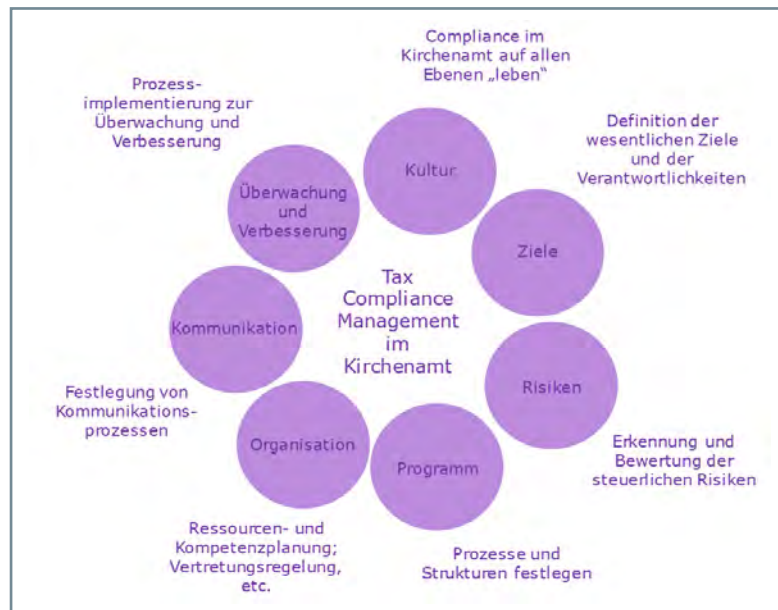 Compliance im
Kirchenamt auf allen
Ebenen „leben“
Kultur
Definition der
wesentlichen Ziele
und der
Verantwortlichkeiten
Ziele
Risiken
Erkennung und
Bewertung der
steuerlichen Risiken
Programm
Prozesse und
Strukturen festlegen
Organisation
Ressourcen- und
Kompetenzplanung;
Vertretungsregelung,
etc.
Kommunikation
Festlegung von
Kommunikations-
prozessen
Überwachung
und
Verbesserung
Prozess-
implementierung zur
Überwachung und
Verbesserung
Tax
Compliance
Management
im
Kirchenamt